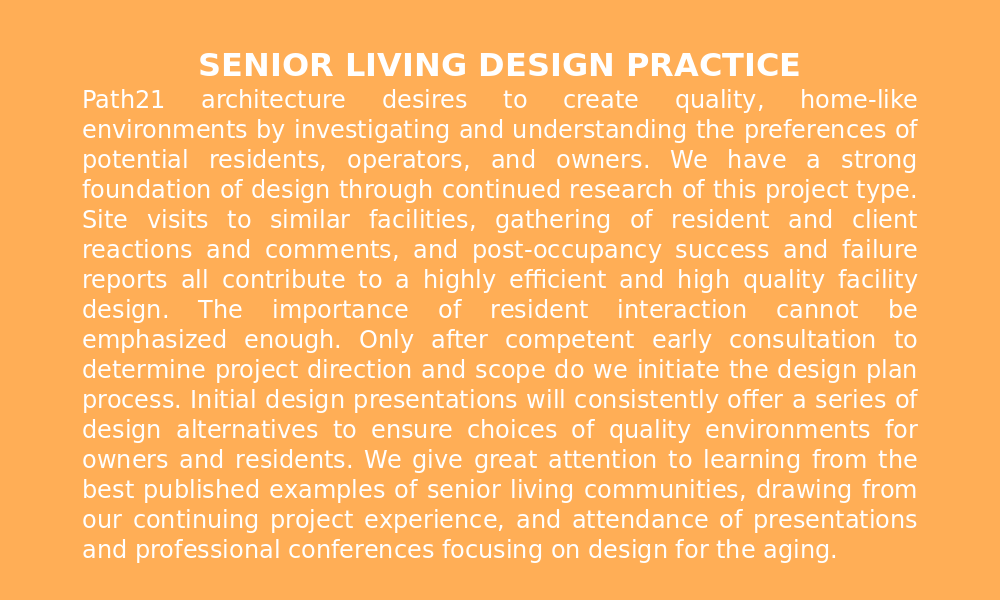 SENIOR LIVING DESIGN PRACTICE
Path21 architecture desires to create quality, home-like
environments by investigating and understanding the preferences of
potential residents, operators, and owners. We have a strong
foundation of design through continued research of this project type.
Site visits to similar facilities, gathering of resident and client
reactions and comments, and post-occupancy success and failure
reports all contribute to a highly efficient and high quality facility
design. The importance of resident interaction cannot be
emphasized enough. Only after competent early consultation to
determine project direction and scope do we initiate the design plan
process. Initial design presentations will consistently offer a series of
design alternatives to ensure choices of quality environments for
owners and residents. We give great attention to learning from the
best published examples of senior living communities, drawing from
our continuing project experience, and attendance of presentations
and professional conferences focusing on design for the aging.